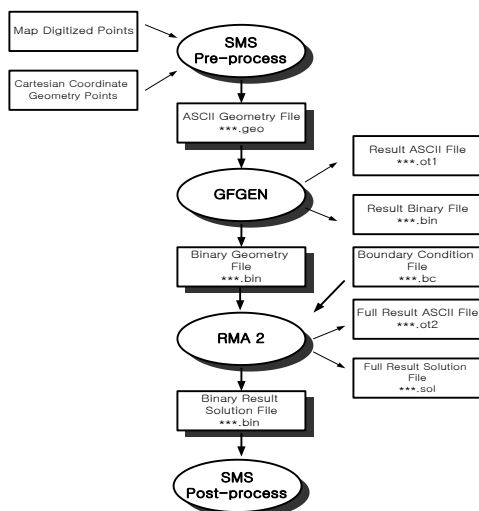 Map Digitized Points
Cartesian Coordinate
Geometry Points
SMS
Pre-process
ASCII Geometry File
***.geo
GFGEN
Result ASCII File
***.ot1
Result Binary File
***.bin
Binary Geometry
File
***.bin
Boundary Condition
File
***.bc
RMA 2
Full Result ASCII File
***.ot2
Full Result Solution
File
***.sol
Binary Result
Solution File
***.bin
SMS
Post-process